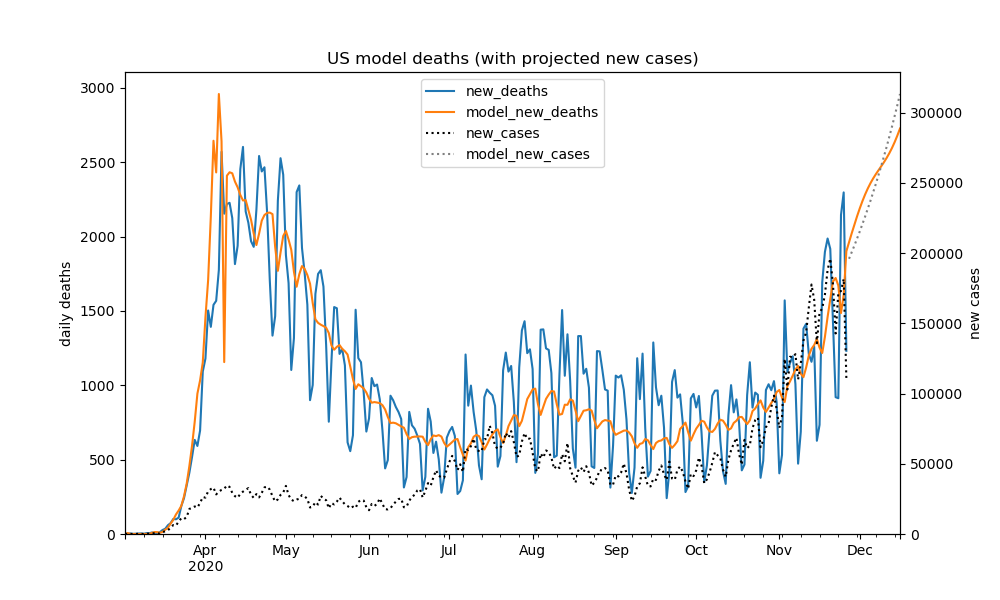 US model deaths (with projected new cases)
new_deaths
model_new_deaths
new_cases
model_new_cases
daily deaths
3000
2500
2000
1500
1000
500
0
new cases
300000
250000
200000
150000
100000
50000
0
Apr May Jun Jul Aug Sep Oct Nov Dec
2020